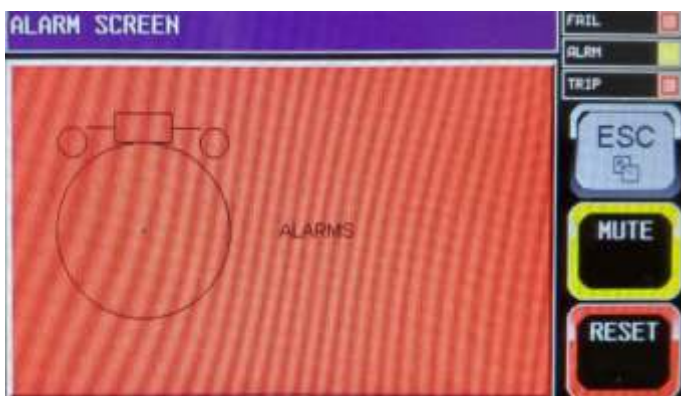 ALARM SCREEN
FAIL
ALRM
TRIP
ESC
MUTE
ALARMS
RESET